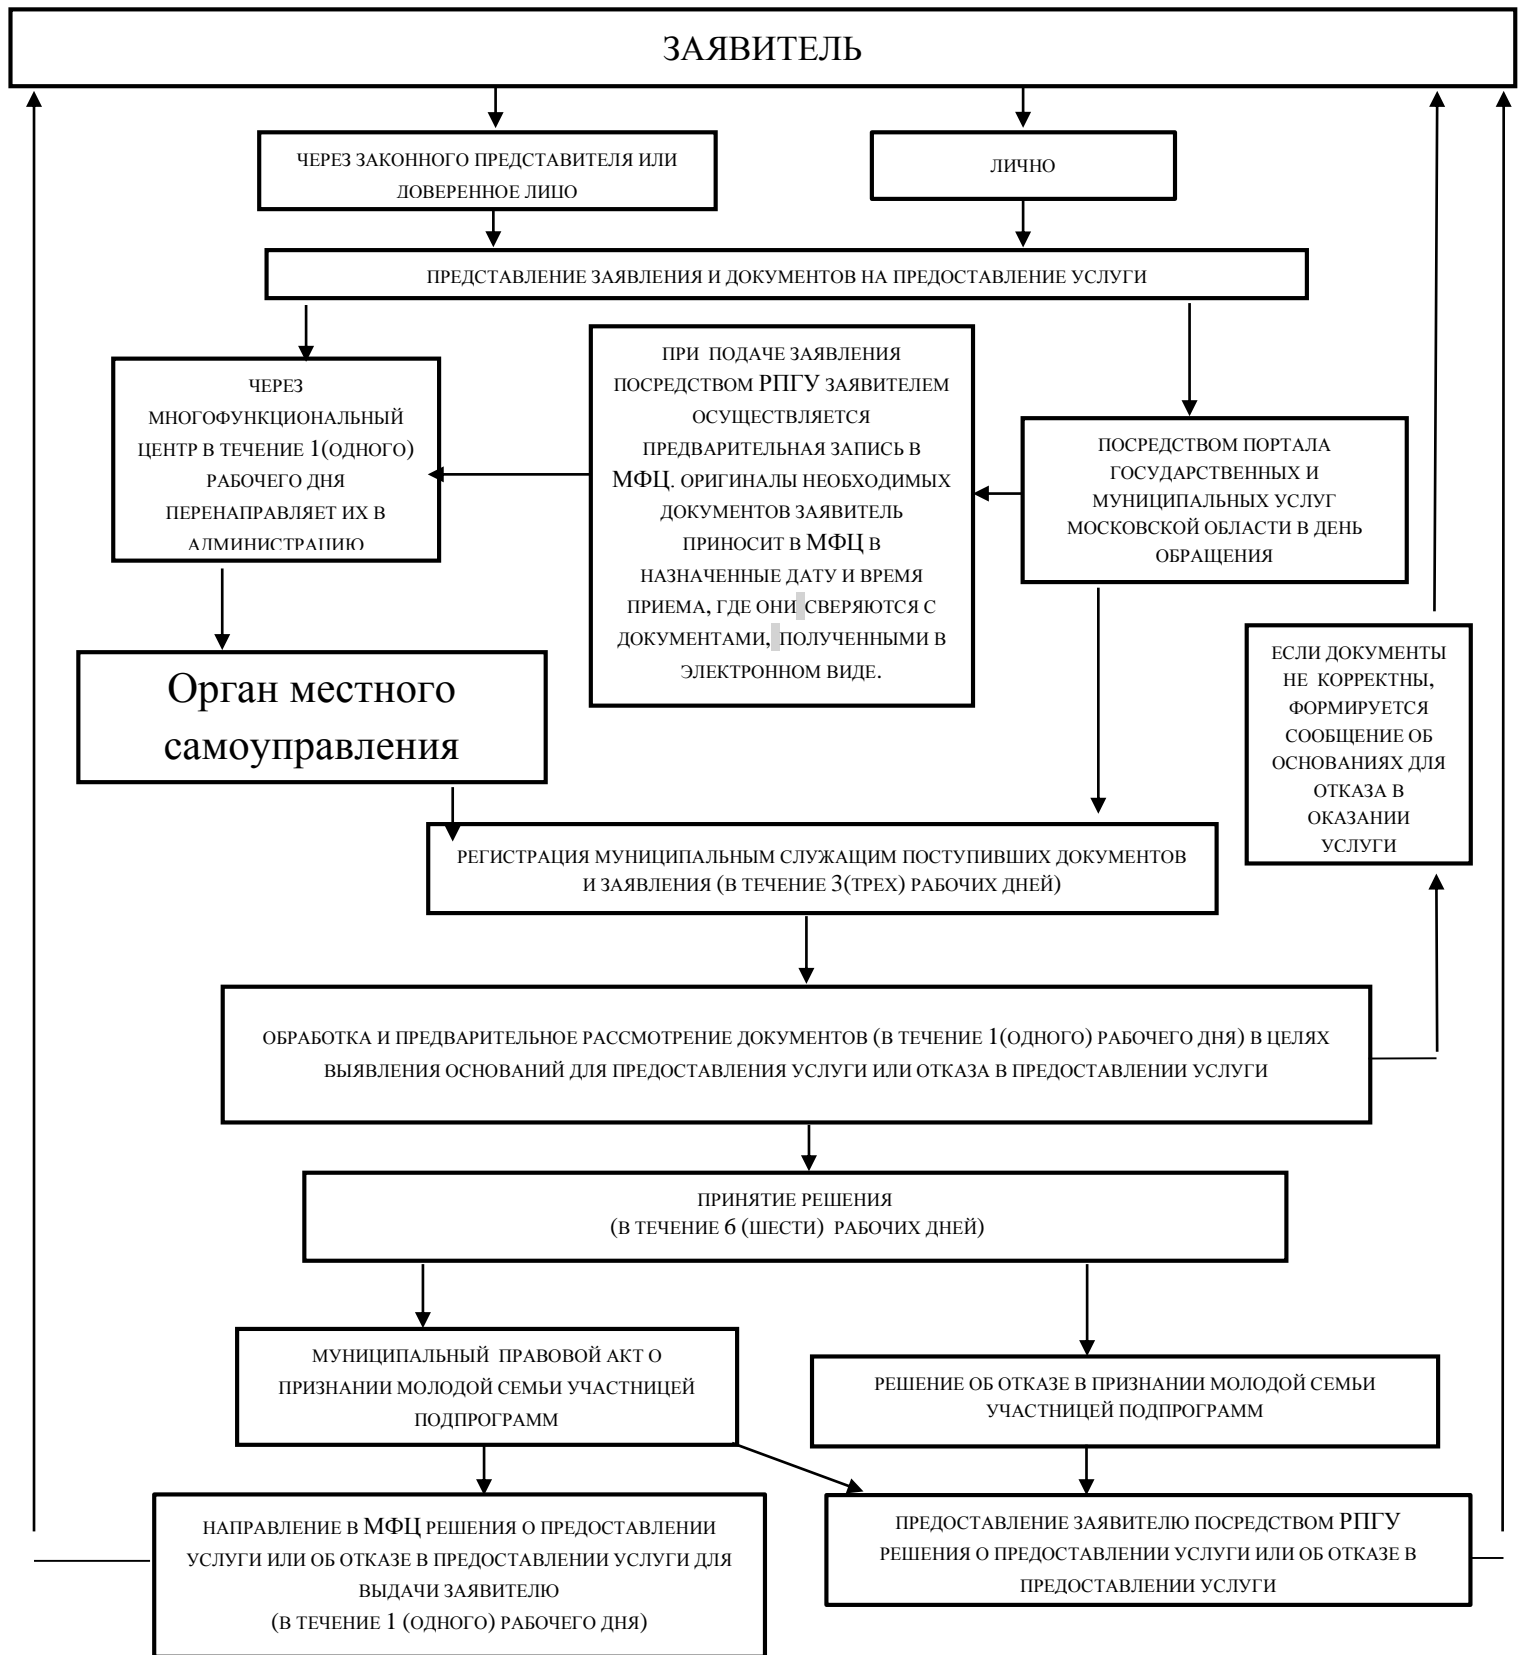 ЗАЯВИТЕЛЬ
ЧЕРЕЗ ЗАКОННОГО ПРЕДСТАВИТЕЛЯ ИЛИ
ДОВЕРЕННОЕ ЛИЦО
ЛИЧНО
ПРЕДСТАВЛЕНИЕ ЗАЯВЛЕНИЯ И ДОКУМЕНТОВ НА ПРЕДОСТАВЛЕНИЕ УСЛУГИ
ЧЕРЕЗ
МНОГОФУНКЦИОНАЛЬНЫЙ
ЦЕНТР В ТЕЧЕНИЕ 1(ОДНОГО)
РАБОЧЕГО ДНЯ
ПЕРЕНАПРАВЛЯЕТ ИХ В
АДМИНИСТРАЦИЮ
ПРИ ПОДАЧЕ ЗАЯВЛЕНИЯ
ПОСРЕДСТВОМ РПГУ ЗАЯВИТЕЛЕМ
ОСУЩЕСТВЛЯЕТСЯ
ПРЕДВАРИТЕЛЬНАЯ ЗАПИСЬ В
МФЦ. ОРИГИНАЛЫ НЕОБХОДИМЫХ
ДОКУМЕНТОВ ЗАЯВИТЕЛЬ
ПРИНОСИТ В МФЦ В
НАЗНАЧЕННЫЕ ДАТУ И ВРЕМЯ
ПРИЕМА, ГДЕ ОНИ СВЕРЯЮТСЯ С
ДОКУМЕНТАМИ, ПОЛУЧЕННЫМИ В
ЭЛЕКТРОННОМ ВИДЕ.
ПОСРЕДСТВОМ ПОРТАЛА
ГОСУДАРСТВЕННЫХ И
МУНИЦИПАЛЬНЫХ УСЛУГ
МОСКОВСКОЙ ОБЛАСТИ В ДЕНЬ
ОБРАЩЕНИЯ
Орган местного
самоуправления
ЕСЛИ ДОКУМЕНТЫ
НЕ КОРРЕКТНЫ,
ФОРМИРУЕТСЯ
СООБЩЕНИЕ ОБ
ОСНОВАНИЯХ ДЛЯ
ОТКАЗА В
ОКАЗАНИИ
УСЛУГИ
РЕГИСТРАЦИЯ МУНИЦИПАЛЬНЫМ СЛУЖАЩИМ ПОСТУПИВШИХ ДОКУМЕНТОВ
И ЗАЯВЛЕНИЯ (В ТЕЧЕНИЕ 3(ТРЕХ) РАБОЧИХ ДНЕЙ)
ОБРАБОТКА И ПРЕДВАРИТЕЛЬНОЕ РАССМОТРЕНИЕ ДОКУМЕНТОВ (В ТЕЧЕНИЕ 1(ОДНОГО) РАБОЧЕГО ДНЯ) В ЦЕЛЯХ
ВЫЯВЛЕНИЯ ОСНОВАНИЙ ДЛЯ ПРЕДОСТАВЛЕНИЯ УСЛУГИ ИЛИ ОТКАЗА В ПРЕДОСТАВЛЕНИИ УСЛУГИ
ПРИНЯТИЕ РЕШЕНИЯ
(В ТЕЧЕНИЕ 6 (ШЕСТИ) РАБОЧИХ ДНЕЙ)
МУНИЦИПАЛЬНЫЙ ПРАВОВОЙ АКТ О
ПРИЗНАНИИ МОЛОДОЙ СЕМЬИ УЧАСТНИЦЕЙ
ПОДПРОГРАММ
РЕШЕНИЕ ОБ ОТКАЗЕ В ПРИЗНАНИИ МОЛОДОЙ СЕМЬИ
УЧАСТНИЦЕЙ ПОДПРОГРАММ
НАПРАВЛЕНИЕ В МФЦ РЕШЕНИЯ О ПРЕДОСТАВЛЕНИИ
УСЛУГИ ИЛИ ОБ ОТКАЗЕ В ПРЕДОСТАВЛЕНИИ УСЛУГИ ДЛЯ
ВЫДАЧИ ЗАЯВИТЕЛЮ
(В ТЕЧЕНИЕ 1 (ОДНОГО) РАБОЧЕГО ДНЯ)
ПРЕДОСТАВЛЕНИЕ ЗАЯВИТЕЛЮ ПОСРЕДСТВОМ РПГУ
РЕШЕНИЯ О ПРЕДОСТАВЛЕНИИ УСЛУГИ ИЛИ ОБ ОТКАЗЕ В
ПРЕДОСТАВЛЕНИИ УСЛУГИ